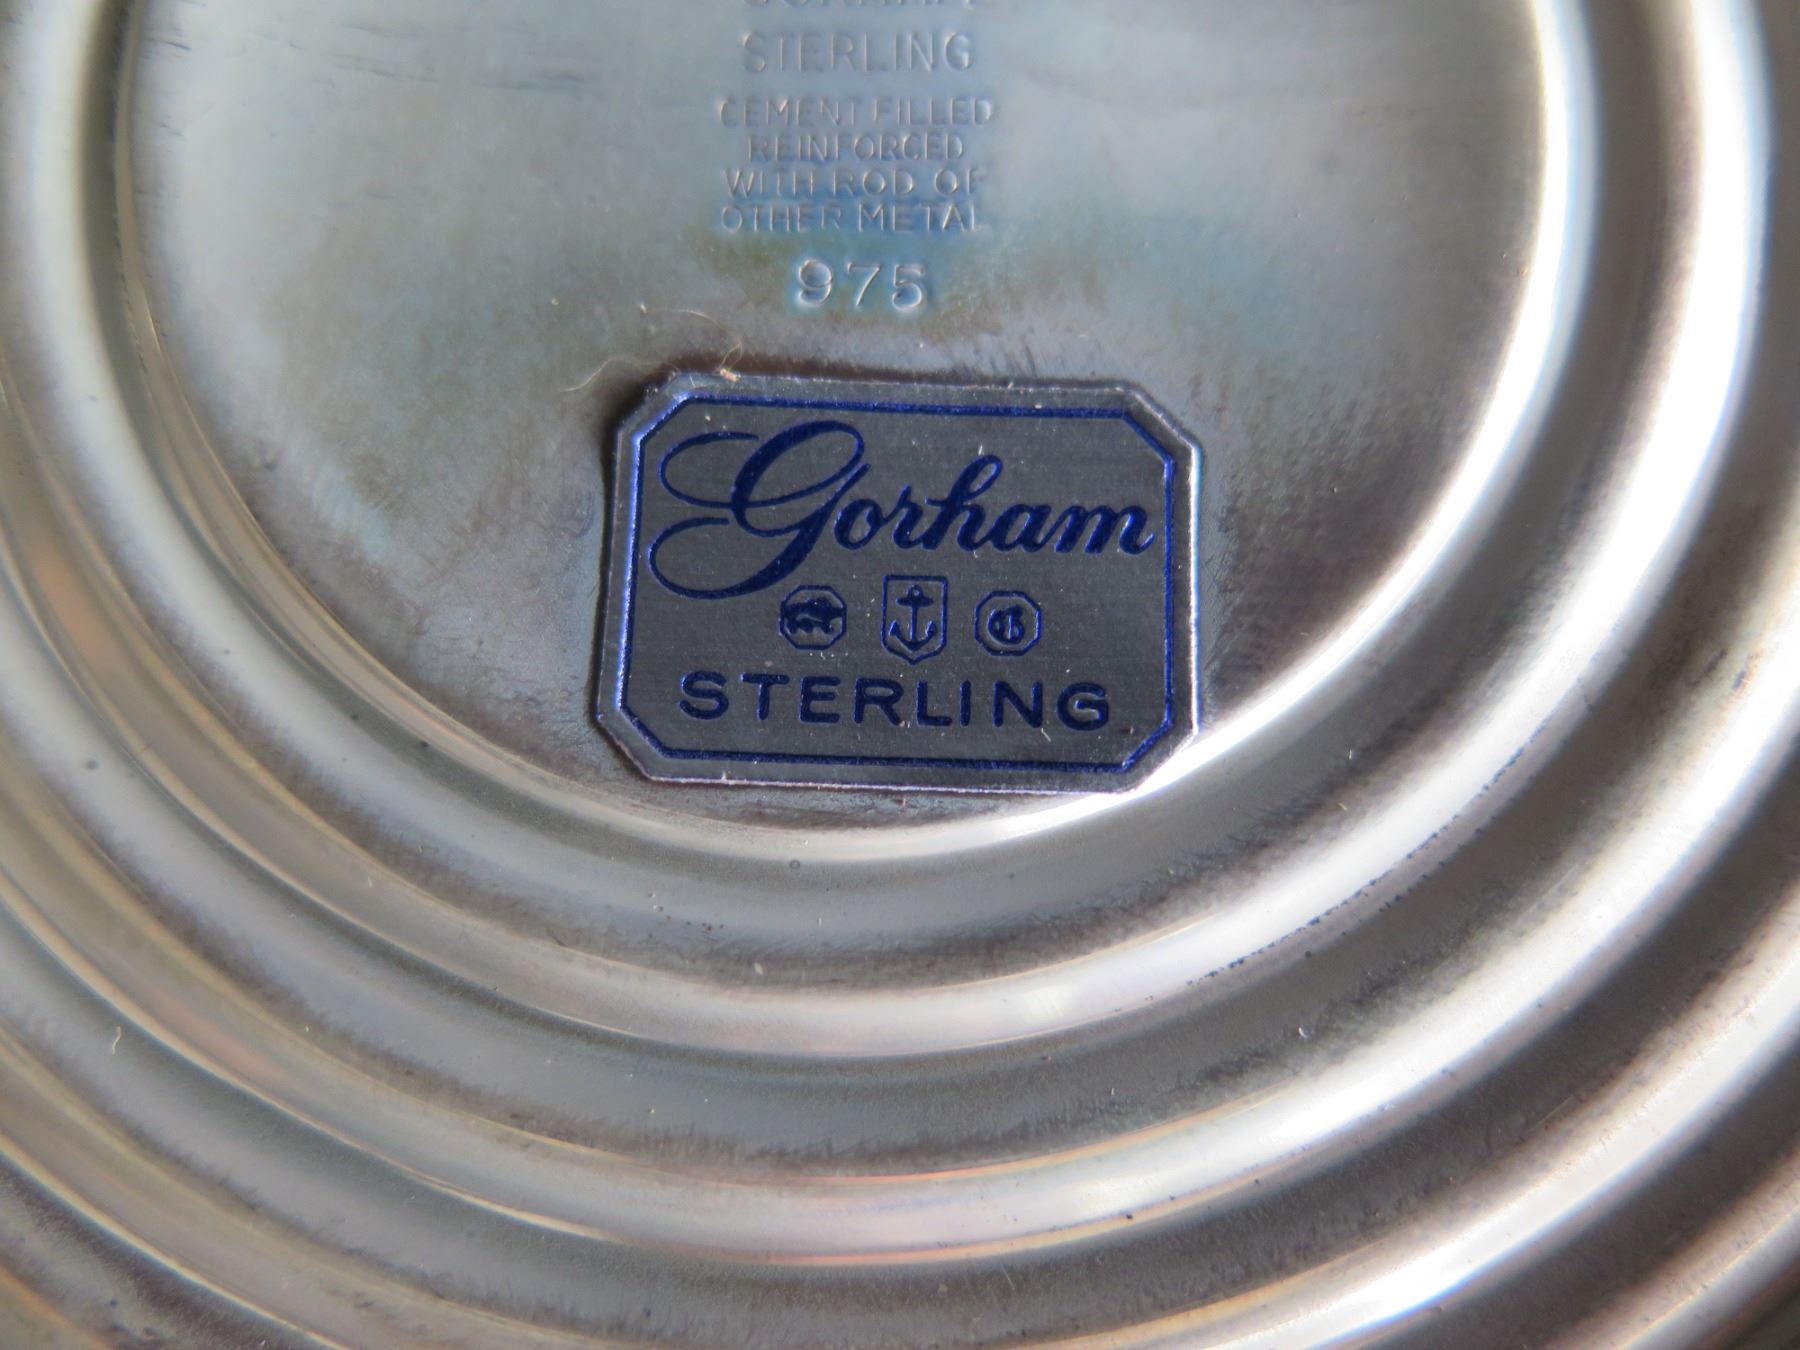 STERLING
CEMENT FILLED
REINFORCED
WITH ROD OF
OTHER METAL
975
Gorham
STERLING